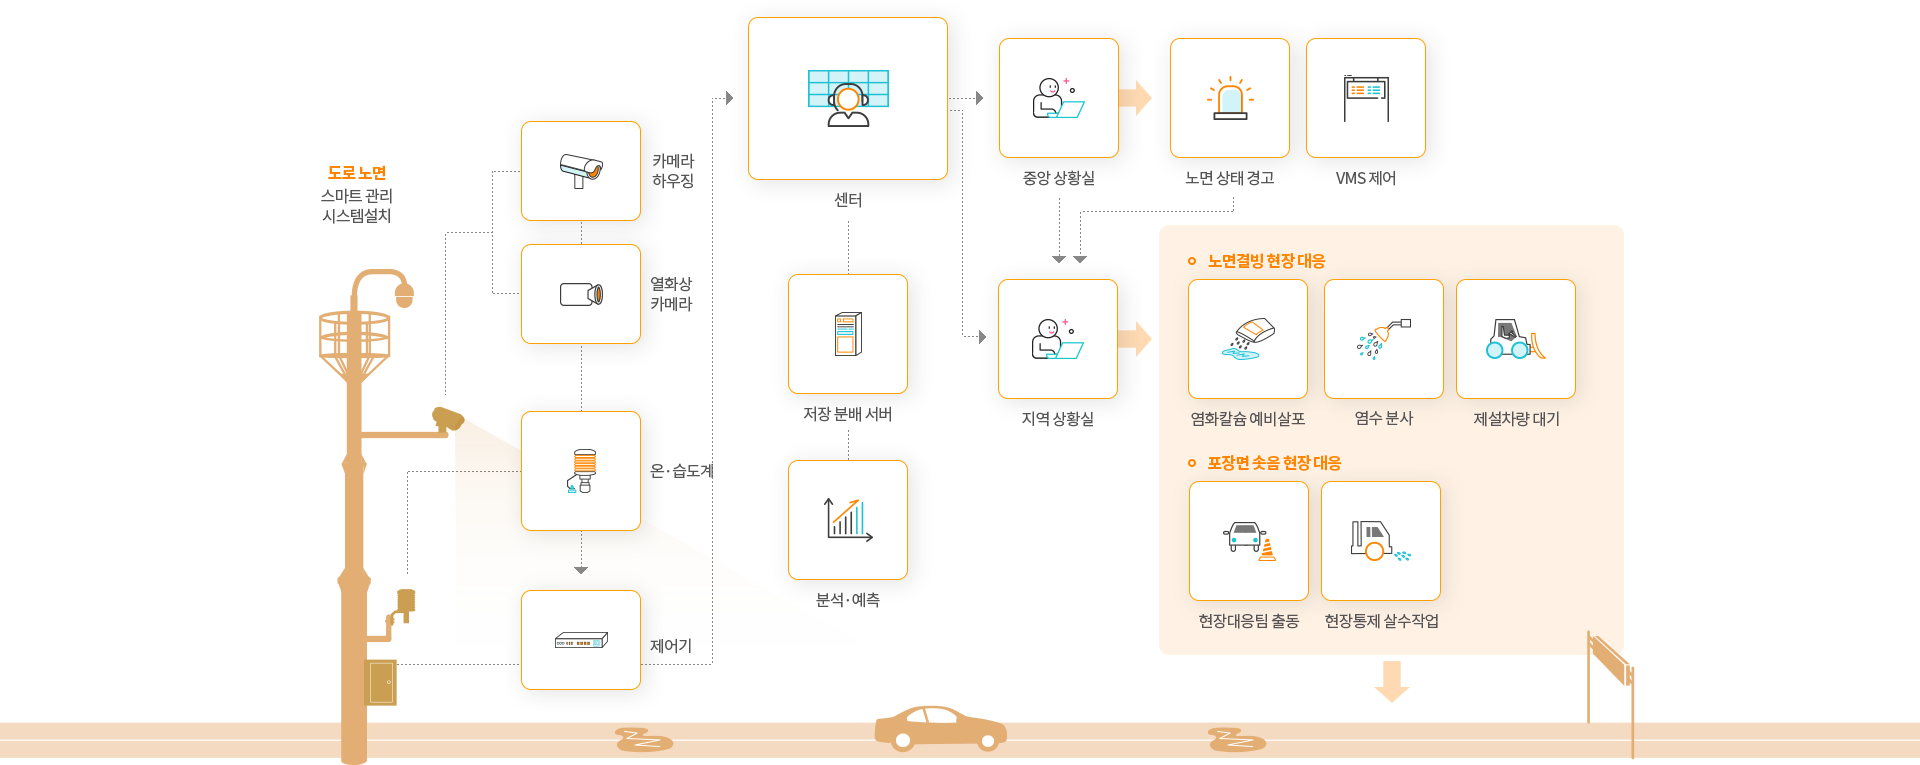 도로 노면
스마트 관리
시스템설치
카메라
하우징
열화상
카메라
온·습도계
제어기
센터
저장 분배 서버
분석·예측
중앙 상황실
노면 상태 경고
VMS 제어
지역 상황실
노면결빙 현장 대응
염화칼슘 예비살포
염수 분사
제설차량 대기
포장면 솟음 현장 대응
현장대응팀 출동
현장통제 살수작업